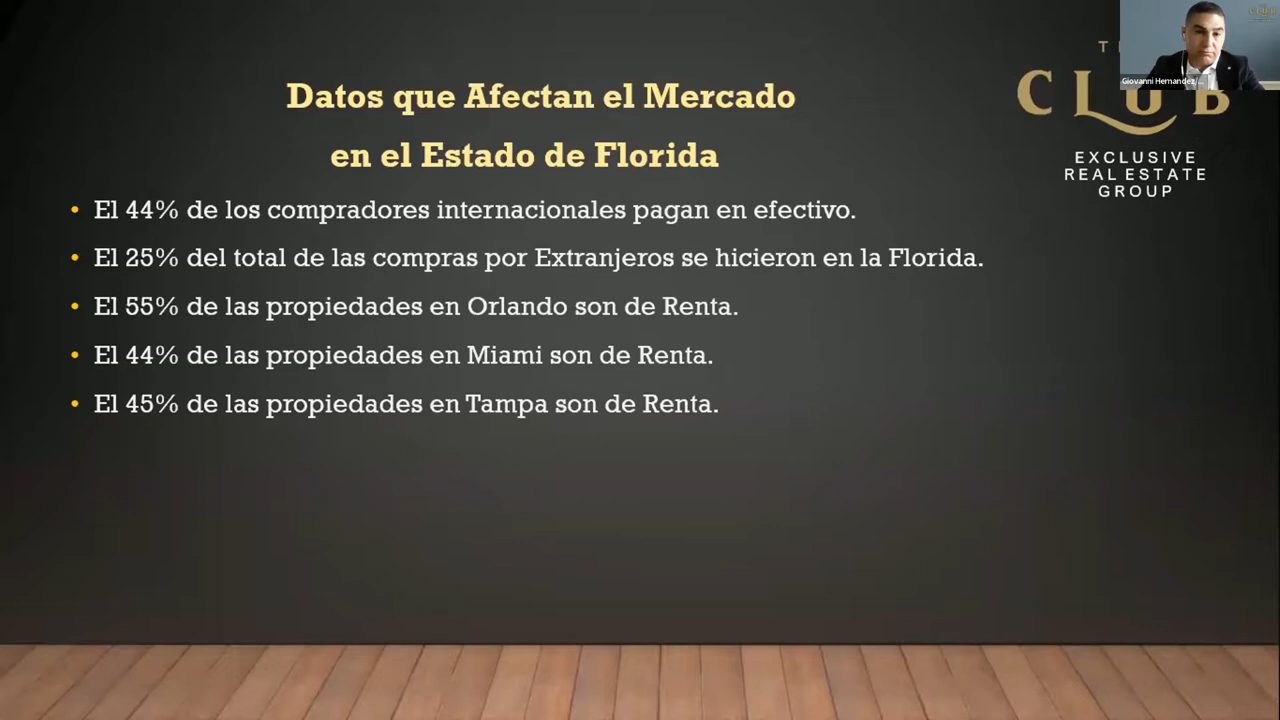 Datos que Afectan el Mercado
en el Estado de Florida
• El 44% de los compradores internacionales pagan en efectivo.
• El 25% del total de las compras por Extranjeros se hicieron en la Florida.
• El 55% de las propiedades en Orlando son de Renta.
• El 44% de las propiedades en Miami son de Renta.
• El 45% de las propiedades en Tampa son de Renta.
CLUB
EXCLUSIVE
REAL ESTATE
GROUP
Giovanni Hernandez
CLUB